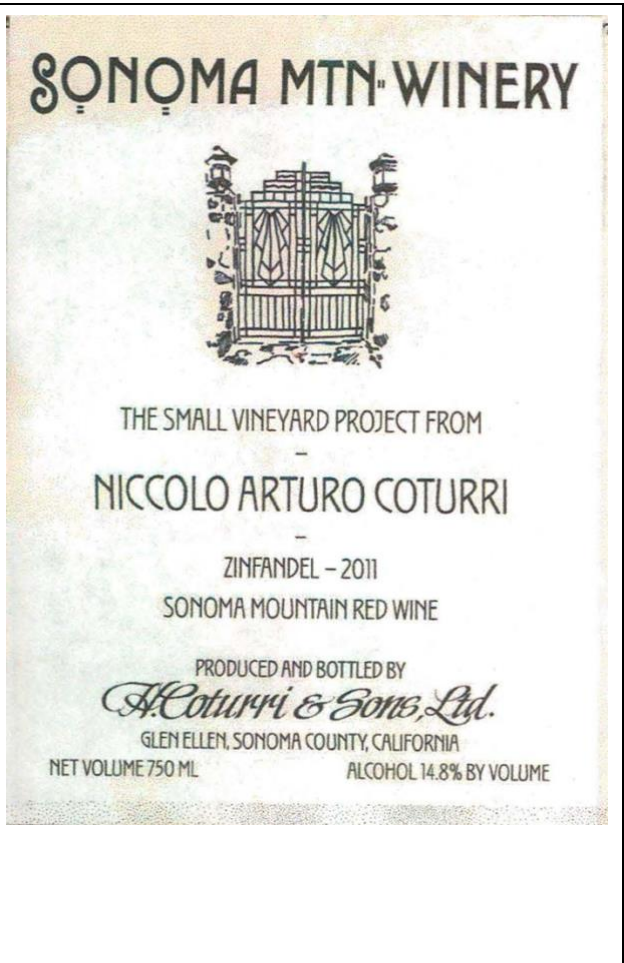 SONOMA MTN" WINERY
THE SMALL VINEYARD PROJECT FROM
–
NICCOLO ARTURO COTURRI
–
ZINFANDEL – 2011
SONOMA MOUNTAIN RED WINE
PRODUCED AND BOTTLED BY
H.Coturri & Sons, Ltd.
GLEN ELLEN, SONOMA COUNTY, CALIFORNIA
NET VOLUME 750 ML ALCOHOL 14.8% BY VOLUME